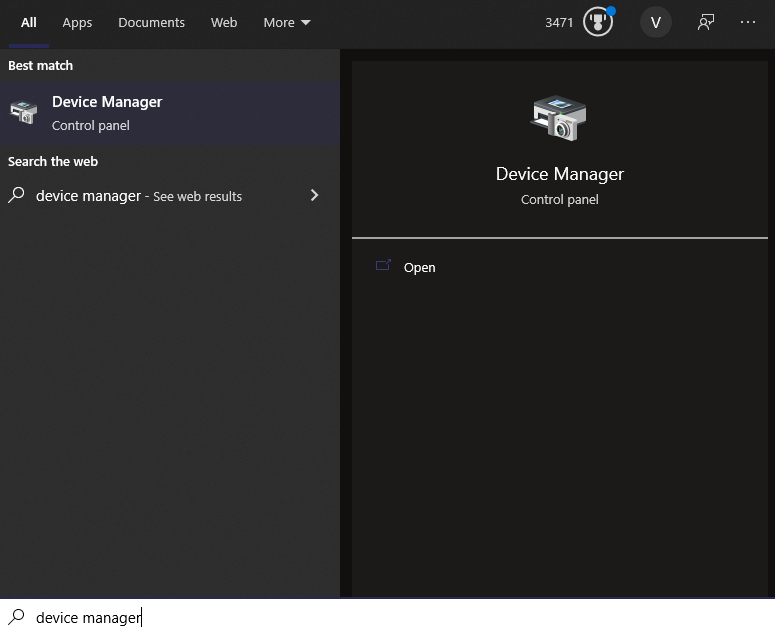 All Apps Documents Web More 3471 V ...
Best match
Device Manager
Control panel
Search the web
device manager - See web results
Device Manager
Control panel
Open
device manager